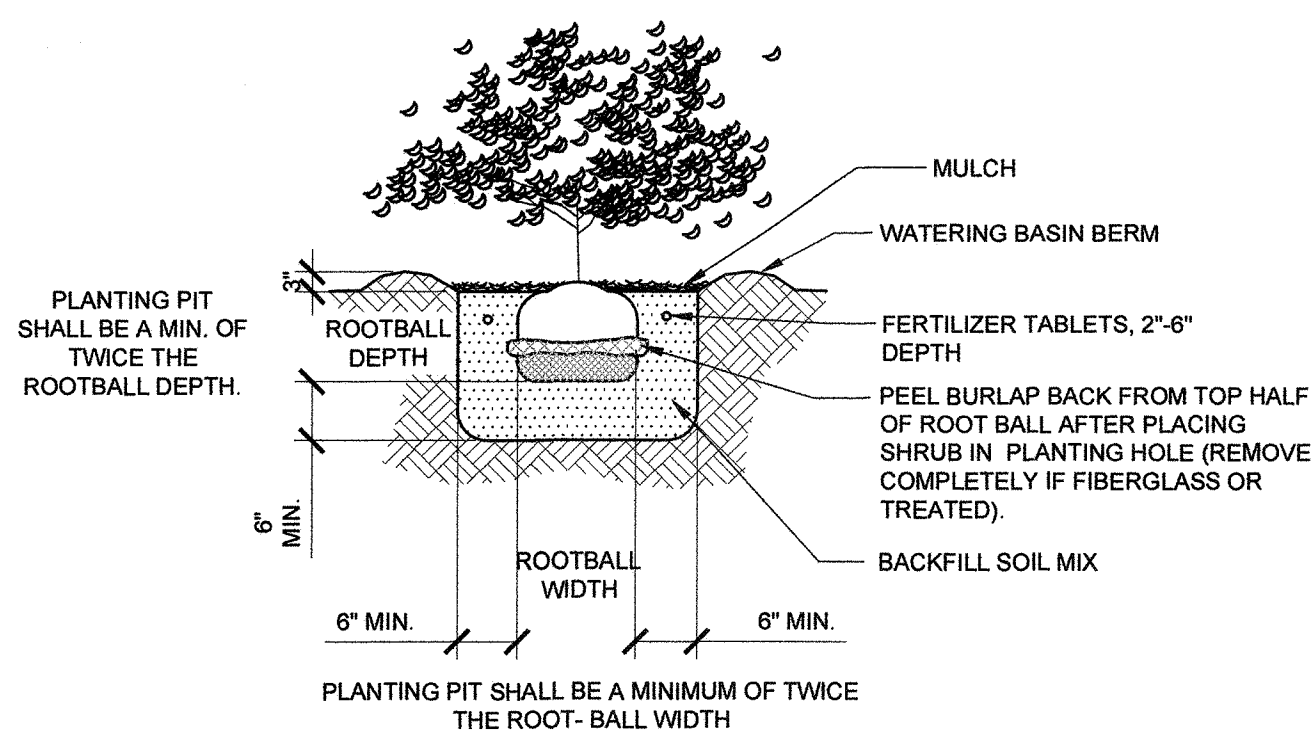 MULCH
WATERING BASIN BERM
3"
PLANTING PIT
SHALL BE A MIN. OF
TWICE THE
ROOTBALL DEPTH.
ROOTBALL
DEPTH
FERTILIZER TABLETS, 2"-6"
DEPTH
PEEL BURLAP BACK FROM TOP HALF
OF ROOT BALL AFTER PLACING
SHRUB IN PLANTING HOLE (REMOVE
COMPLETELY IF FIBERGLASS OR
TREATED).
6"
MIN.
ROOTBALL
WIDTH
BACKFILL SOIL MIX
6" MIN.
6" MIN.
PLANTING PIT SHALL BE A MINIMUM OF TWICE
THE ROOT- BALL WIDTH